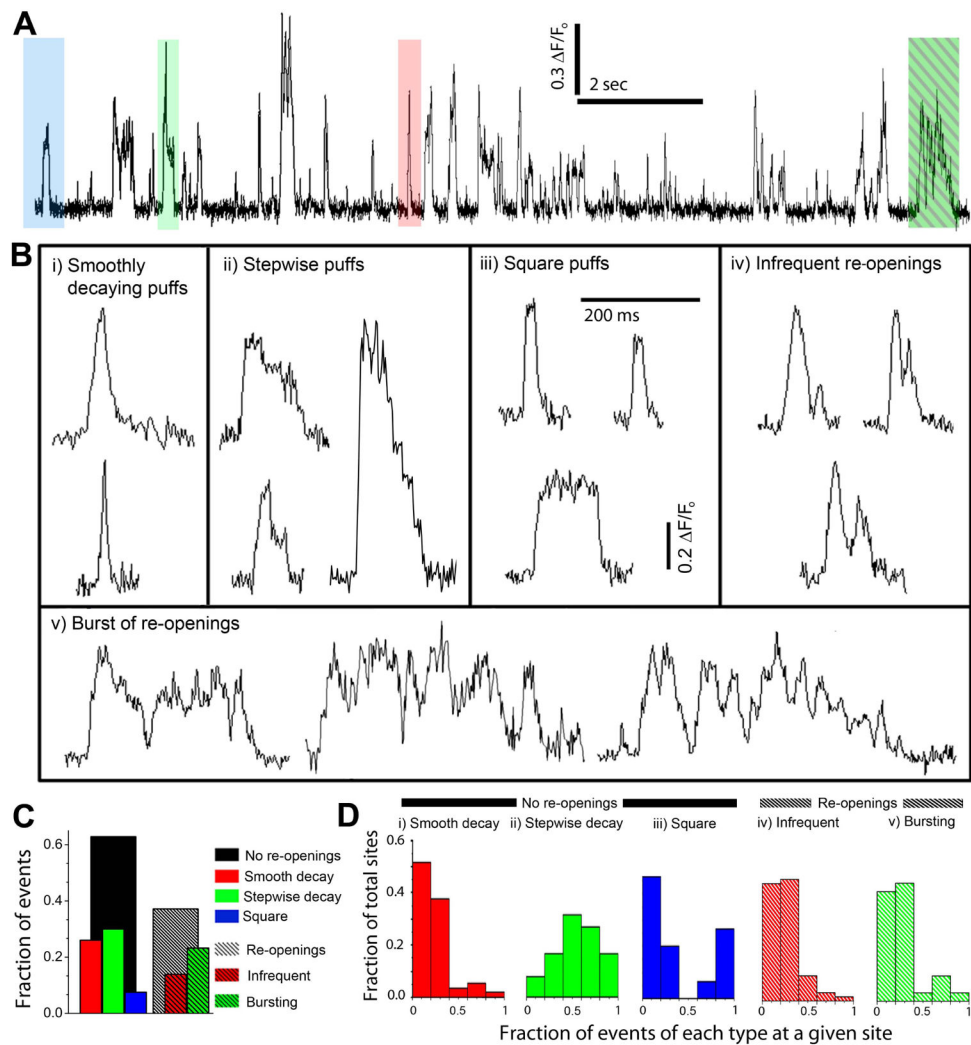 A
0.3 ΔF/Fo
2 sec
B
i) Smoothly
decaying puffs
ii) Stepwise puffs
iii) Square puffs
200 ms
0.2 ΔF/Fo
iv) Infrequent re-openings
v) Burst of re-openings
C
Fraction of events
0.6
0.4
0.2
0.0
No re-openings
Smooth decay
Stepwise decay
Square
Re-openings
Infrequent
Bursting
D
No re-openings
Re-openings
i) Smooth decay
ii) Stepwise decay
iii) Square
iv) Infrequent
v) Bursting
Fraction of total sites
0.4
0.2
0.0
0 0.5 1
0 0.5 1
0 0.5 1
0 0.5 1
0 0.5 1
Fraction of events of each type at a given site